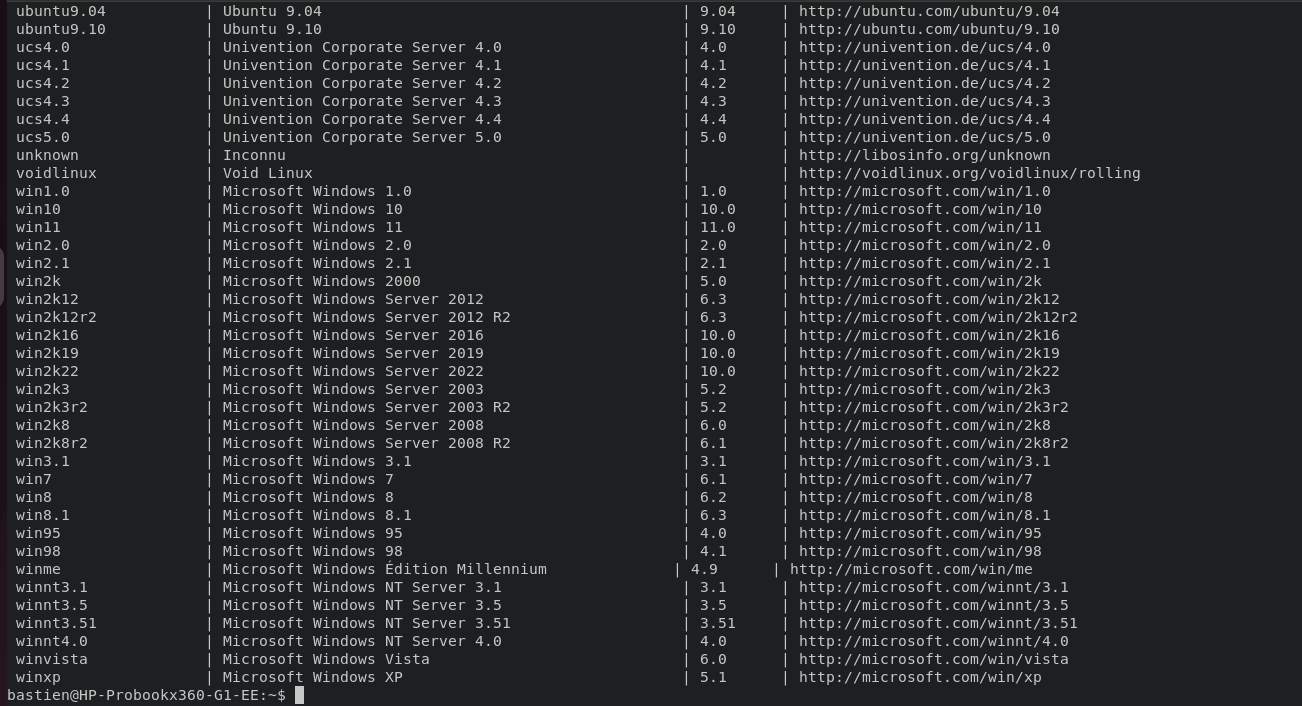 ubuntu9.04 | Ubuntu 9.04 | 9.04 | http://ubuntu.com/ubuntu/9.04
ubuntu9.10 | Ubuntu 9.10 | 9.10 | http://ubuntu.com/ubuntu/9.10
ucs4.0 | Univention Corporate Server 4.0 | 4.0 | http://univention.de/ucs/4.0
ucs4.1 | Univention Corporate Server 4.1 | 4.1 | http://univention.de/ucs/4.1
ucs4.2 | Univention Corporate Server 4.2 | 4.2 | http://univention.de/ucs/4.2
ucs4.3 | Univention Corporate Server 4.3 | 4.3 | http://univention.de/ucs/4.3
ucs4.4 | Univention Corporate Server 4.4 | 4.4 | http://univention.de/ucs/4.4
ucs5.0 | Univention Corporate Server 5.0 | 5.0 | http://univention.de/ucs/5.0
unknown | Inconnu | | http://libosinfo.org/unknown
voidlinux | Void Linux | | http://voidlinux.org/voidlinux/rolling
win1.0 | Microsoft Windows 1.0 | 1.0 | http://microsoft.com/win/1.0
win10 | Microsoft Windows 10 | 10.0 | http://microsoft.com/win/10
win11 | Microsoft Windows 11 | 11.0 | http://microsoft.com/win/11
win2.0 | Microsoft Windows 2.0 | 2.0 | http://microsoft.com/win/2.0
win2.1 | Microsoft Windows 2.1 | 2.1 | http://microsoft.com/win/2.1
win2k | Microsoft Windows 2000 | 5.0 | http://microsoft.com/win/2k
win2k12 | Microsoft Windows Server 2012 | 6.3 | http://microsoft.com/win/2k12
win2k12r2 | Microsoft Windows Server 2012 R2 | 6.3 | http://microsoft.com/win/2k12r2
win2k16 | Microsoft Windows Server 2016 | 10.0 | http://microsoft.com/win/2k16
win2k19 | Microsoft Windows Server 2019 | 10.0 | http://microsoft.com/win/2k19
win2k22 | Microsoft Windows Server 2022 | 10.0 | http://microsoft.com/win/2k22
win2k3 | Microsoft Windows Server 2003 | 5.2 | http://microsoft.com/win/2k3
win2k3r2 | Microsoft Windows Server 2003 R2 | 5.2 | http://microsoft.com/win/2k3r2
win2k8 | Microsoft Windows Server 2008 | 6.0 | http://microsoft.com/win/2k8
win2k8r2 | Microsoft Windows Server 2008 R2 | 6.1 | http://microsoft.com/win/2k8r2
win3.1 | Microsoft Windows 3.1 | 3.1 | http://microsoft.com/win/3.1
win7 | Microsoft Windows 7 | 6.1 | http://microsoft.com/win/7
win8 | Microsoft Windows 8 | 6.2 | http://microsoft.com/win/8
win8.1 | Microsoft Windows 8.1 | 6.3 | http://microsoft.com/win/8.1
win95 | Microsoft Windows 95 | 4.0 | http://microsoft.com/win/95
win98 | Microsoft Windows 98 | 4.1 | http://microsoft.com/win/98
winme | Microsoft Windows Édition Millennium | 4.9 | http://microsoft.com/win/me
winnt3.1 | Microsoft Windows NT Server 3.1 | 3.1 | http://microsoft.com/winnt/3.1
winnt3.5 | Microsoft Windows NT Server 3.5 | 3.5 | http://microsoft.com/winnt/3.5
winnt3.51 | Microsoft Windows NT Server 3.51 | 3.51 | http://microsoft.com/winnt/3.51
winnt4.0 | Microsoft Windows NT Server 4.0 | 4.0 | http://microsoft.com/winnt/4.0
winvista | Microsoft Windows Vista | 6.0 | http://microsoft.com/win/vista
winxp | Microsoft Windows XP | 5.1 | http://microsoft.com/win/xp
bastien@HP-Probookx360-G1-EE:~$